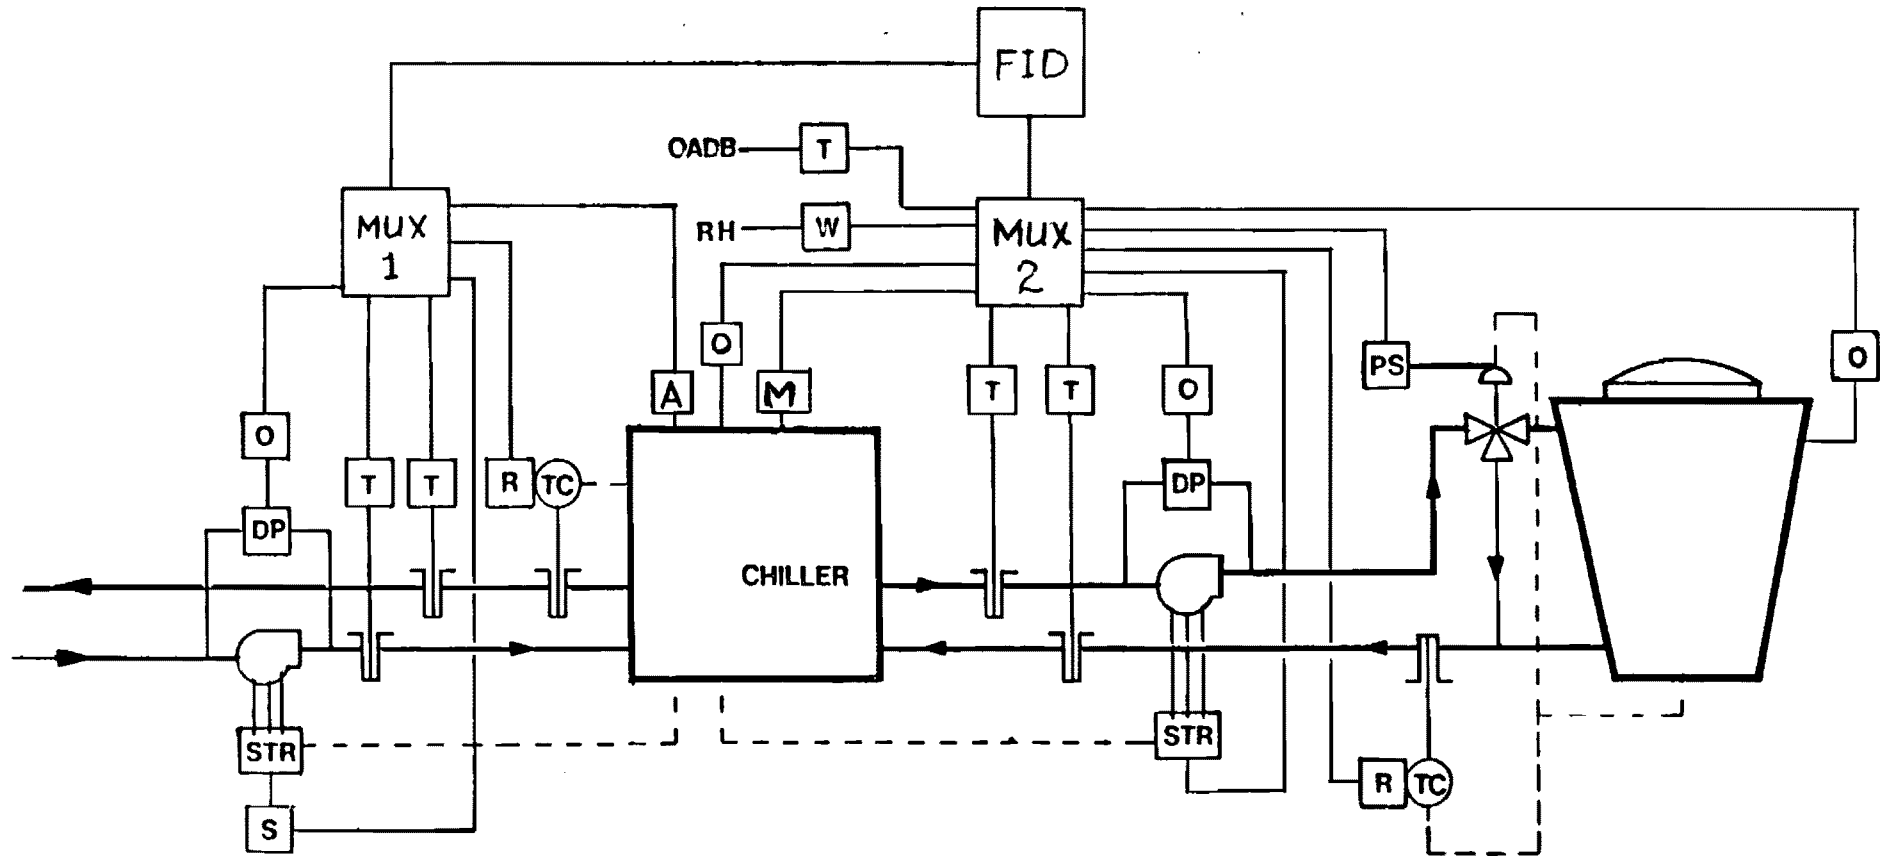 FID
OADB T
MUX
1
RH W
MUX
2
O
O
PS
A
M
T
T
O
O
T
T
R
TC
DP
DP
CHILLER
STR
STR
R
TC
S